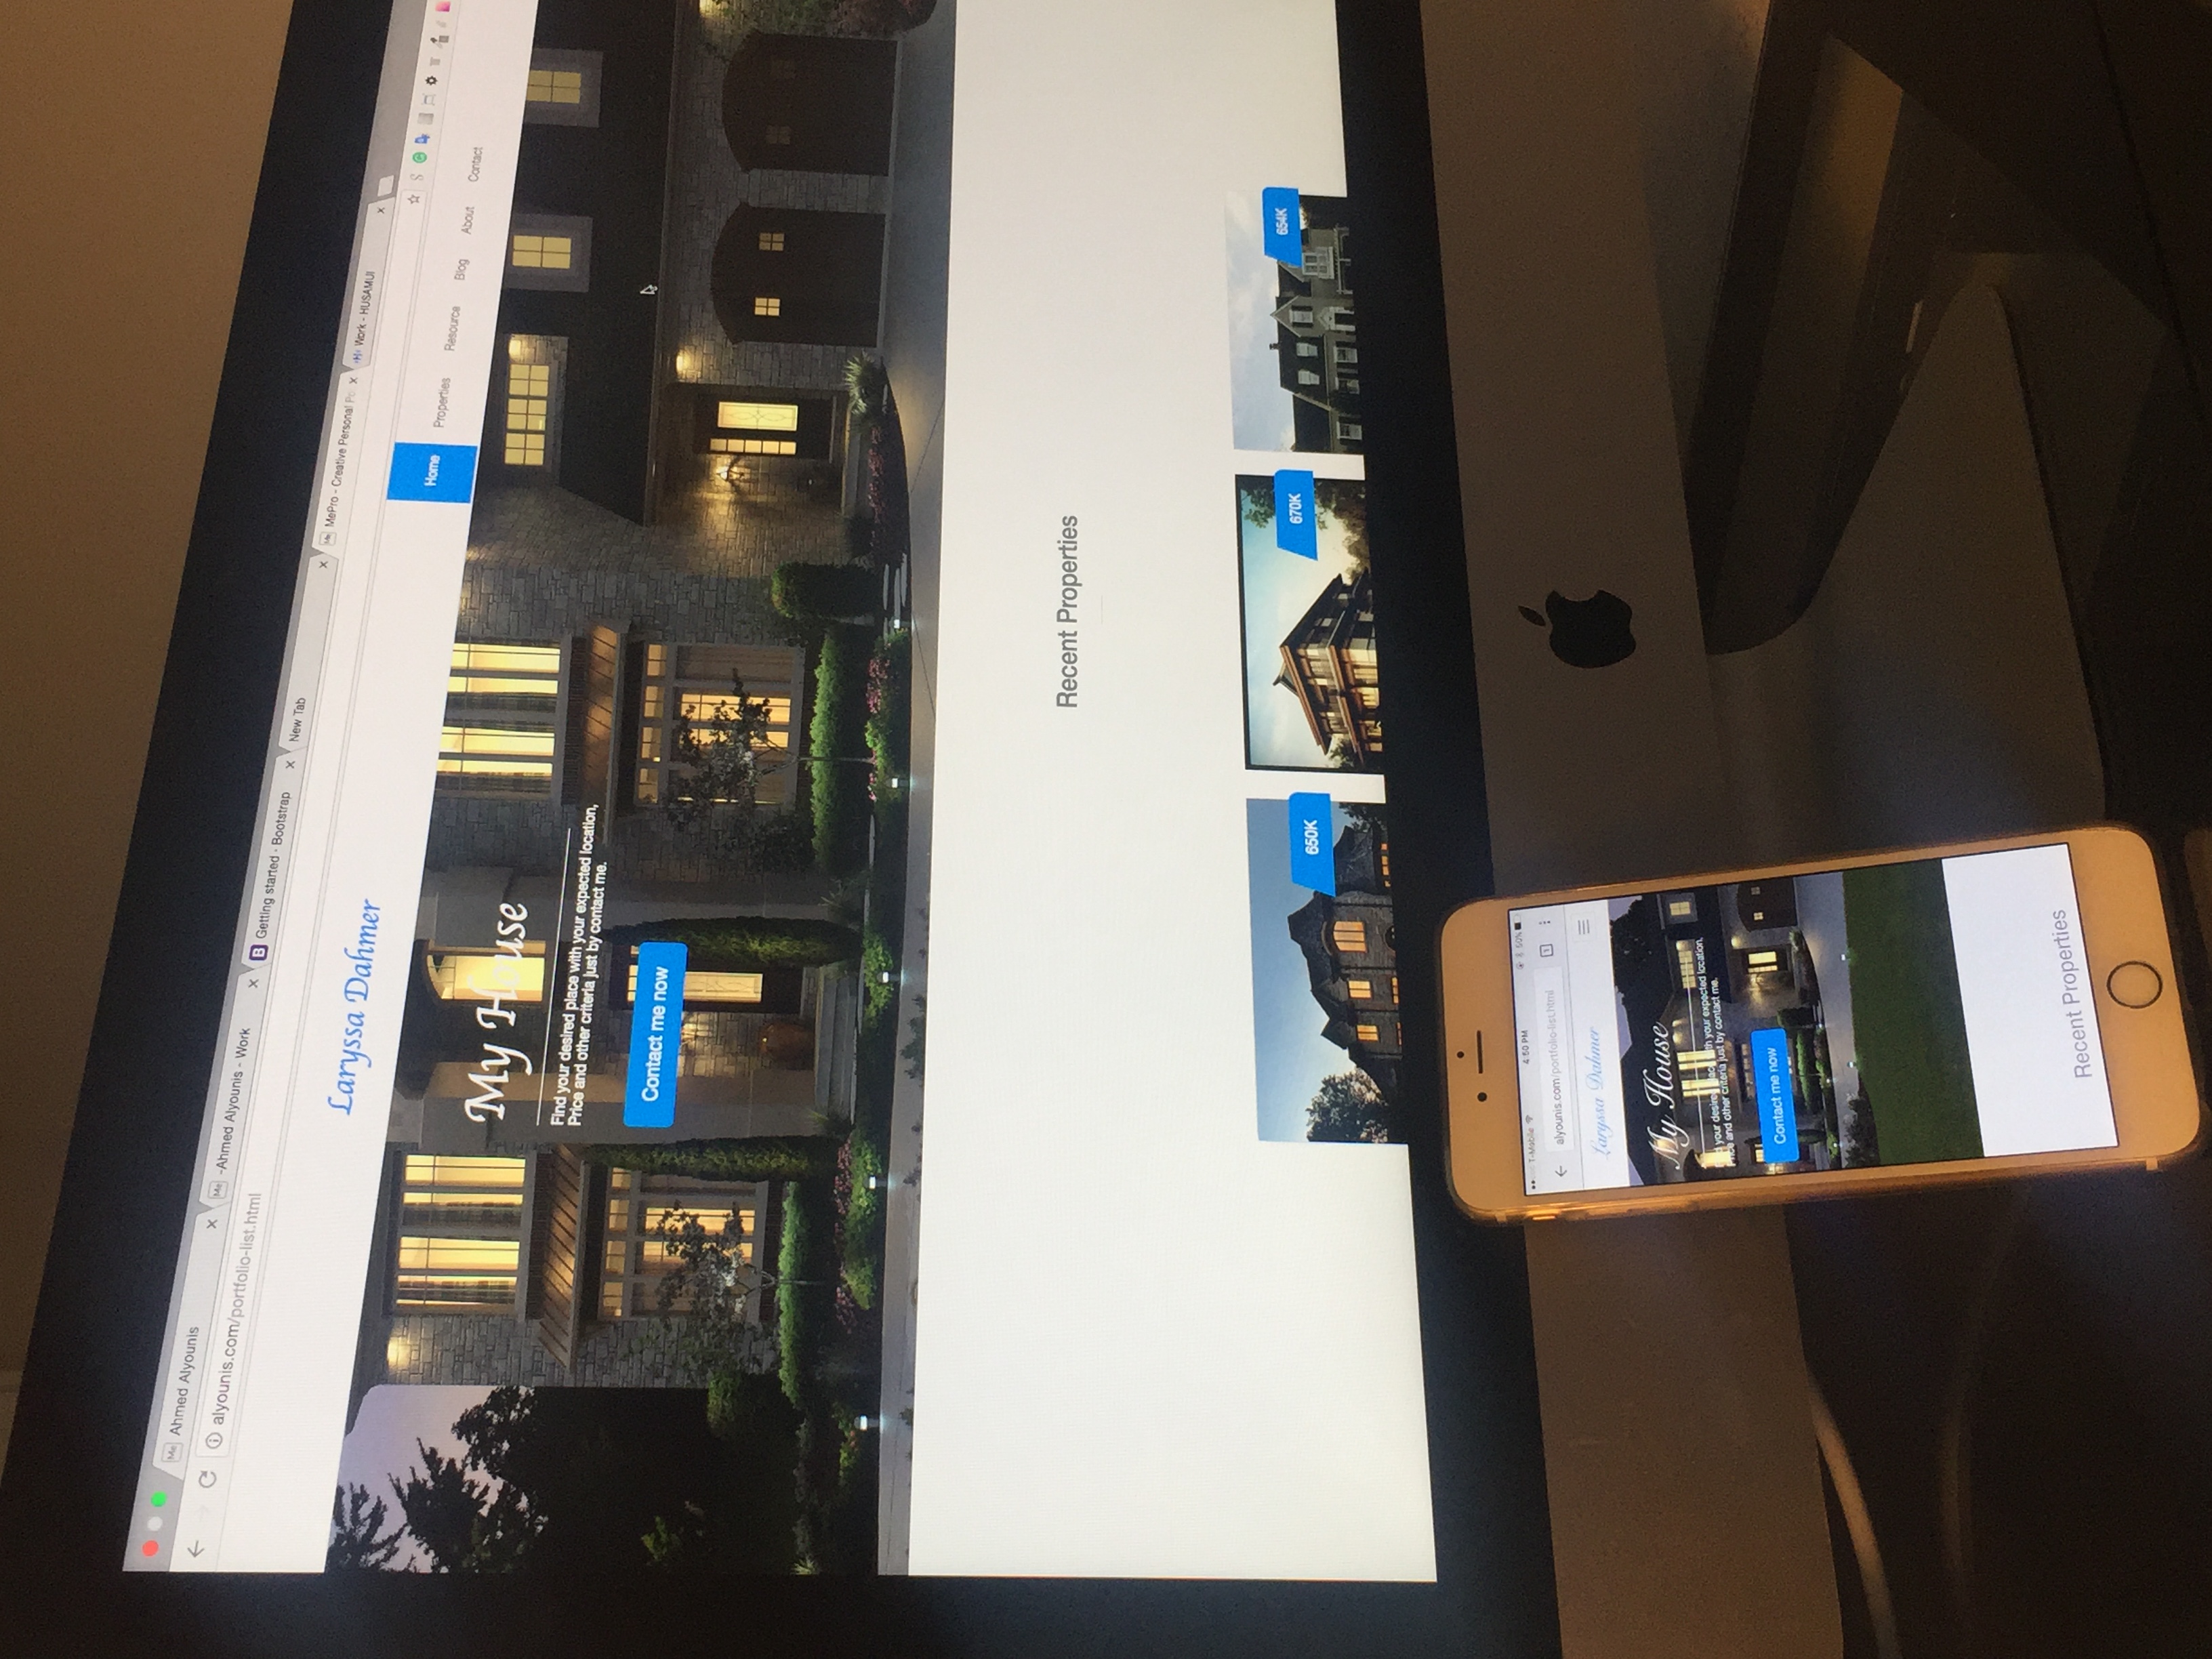 Ahmed Alyounis
-Ahmed Alyounis - Work
Getting started · Bootstrap
New Tab
MePro - Creative Personal Po
Work - HUSAMUI
alyounis.com/portfolio-list.html
Laryssa Dahmer
Home
Properties
Resource
Blog
About
Contact
My House
Find your desired place with your expected location,
Price and other criteria just by contact me.
Contact me now
Recent Properties
650K
670K
654K
T-Mobile
4:50 PM
50%
alyounis.com/portfolio-list.html
1
Laryssa Dahmer
My House
Find your desired place with your expected location,
Price and other criteria just by contact me.
Contact me now
Recent Properties